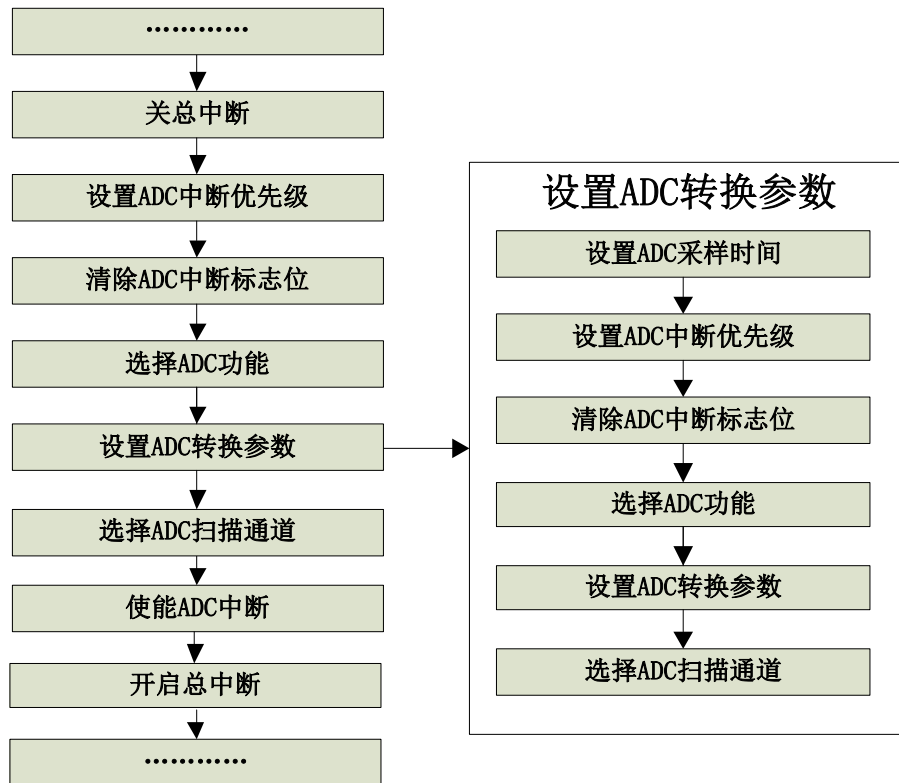 …………
关总中断
设置ADC中断优先级
清除ADC中断标志位
选择ADC功能
设置ADC转换参数
选择ADC扫描通道
使能ADC中断
开启总中断
…………
设置ADC转换参数
设置ADC采样时间
设置ADC中断优先级
清除ADC中断标志位
选择ADC功能
设置ADC转换参数
选择ADC扫描通道